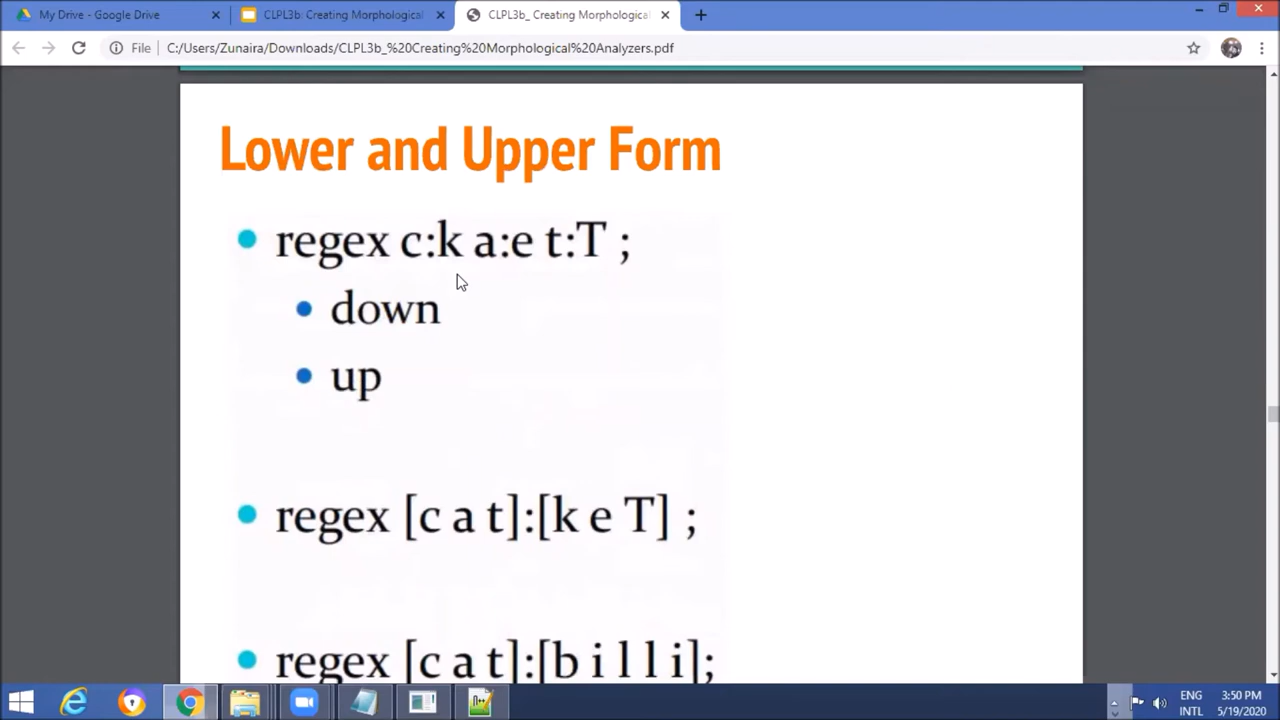 My Drive - Google Drive
CLPL3b: Creating Morphological
CLPL3b_ Creating Morphological
File
C:/Users/Zunaira/Downloads/CLPL3b_%20Creating%20Morphological%20Analyzers.pdf
Lower and Upper Form
regex c:k a:e t:T ;
down
up
regex [c a t]:[k e T] ;
regex [c a t]:[b i l l i];
ENG
3:50 PM
INTL
5/19/2020